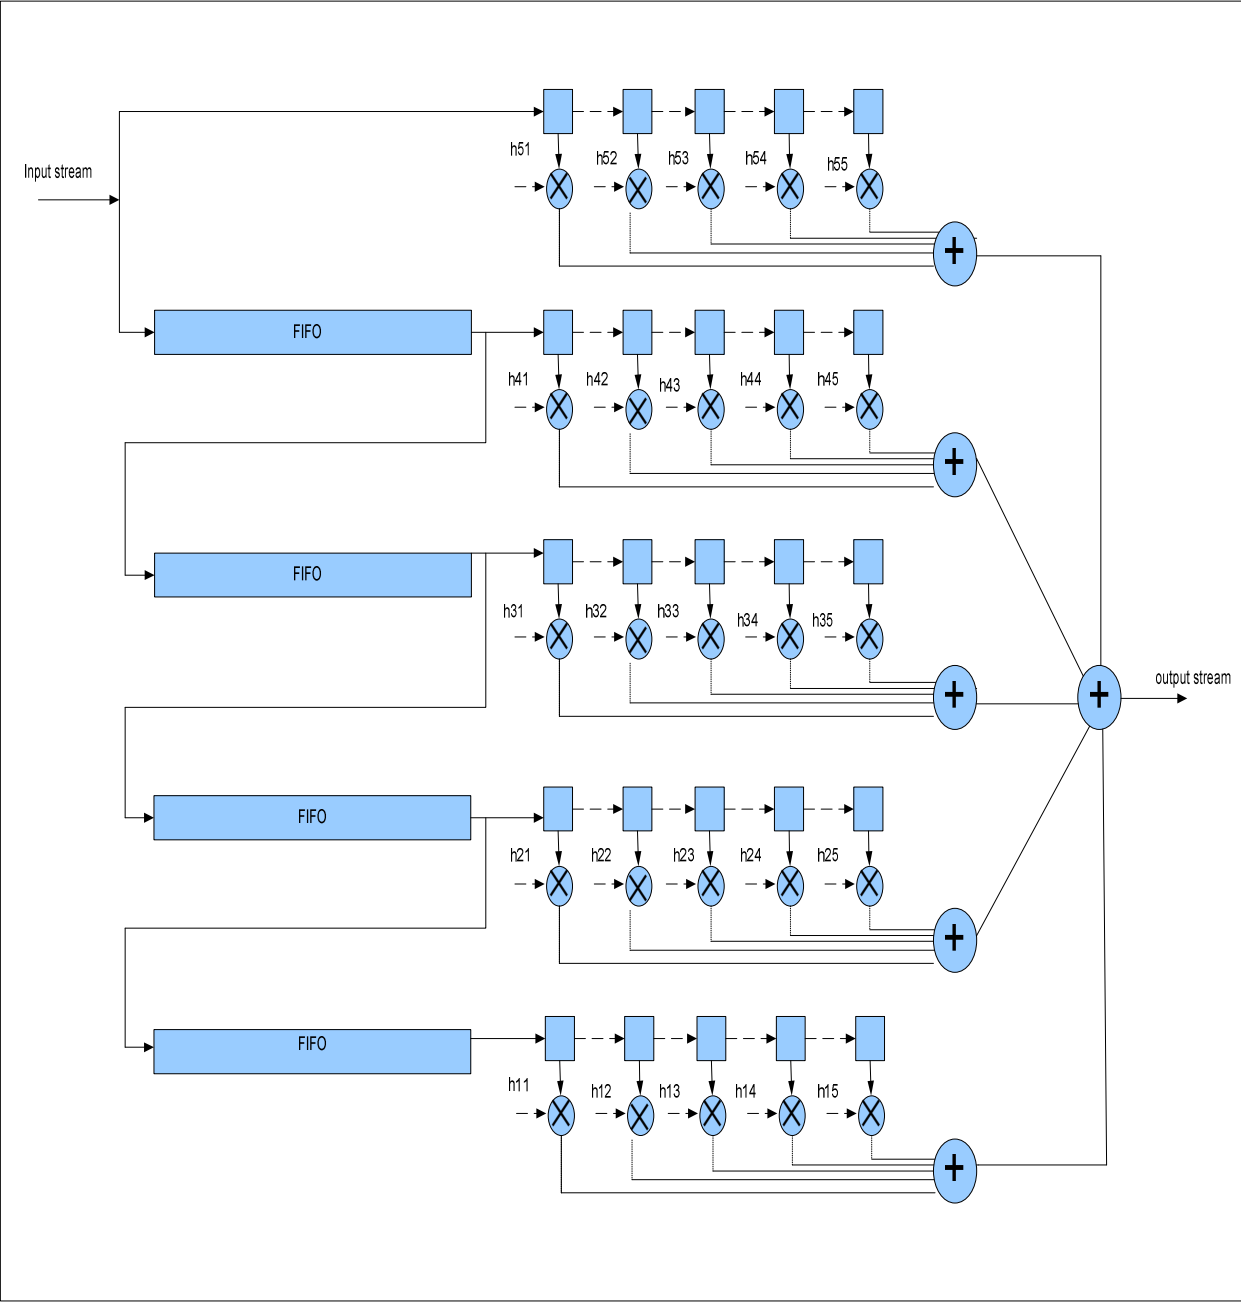 h51
h52
h53
h54
h55
Input stream
+
FIFO
h41
h42
h43
h44
h45
+
FIFO
h31
h32
h33
h34
h35
+
+
output stream
FIFO
h21
h22
h23
h24
h25
+
FIFO
h11
h12
h13
h14
h15
+